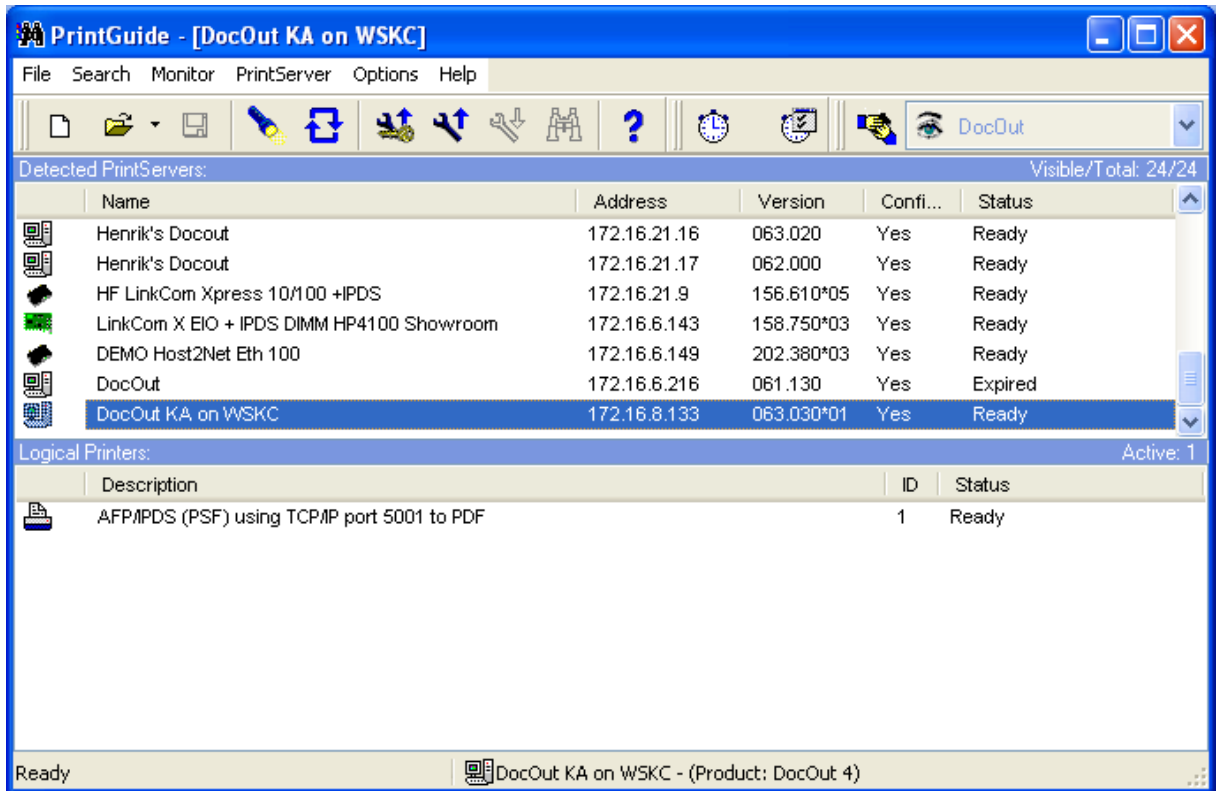 PrintGuide - [DocOut KA on WSKC]
File Search Monitor PrintServer Options Help
? DocOut
Detected PrintServers: Visible/Total: 24/24
Name Address Version Confi... Status
Henrik's Docout 172.16.21.16 063.020 Yes Ready
Henrik's Docout 172.16.21.17 062.000 Yes Ready
HF LinkCom Xpress 10/100 +IPDS 172.16.21.9 156.610*05 Yes Ready
LinkCom X EIO + IPDS DIMM HP4100 Showroom 172.16.6.143 158.750*03 Yes Ready
DEMO Host2Net Eth 100 172.16.6.149 202.380*03 Yes Ready
DocOut 172.16.6.216 061.130 Yes Expired
DocOut KA on WSKC 172.16.8.133 063.030*01 Yes Ready
Logical Printers: Active: 1
Description ID Status
AFP/IPDS (PSF) using TCP/IP port 5001 to PDF 1 Ready
Ready DocOut KA on WSKC - (Product: DocOut 4)